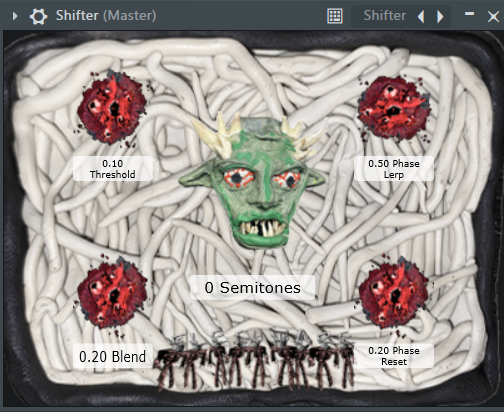 Shifter (Master)
Shifter
0.10
Threshold
0.50 Phase
Lerp
0 Semitones
0.20 Blend
0.20 Phase
Reset